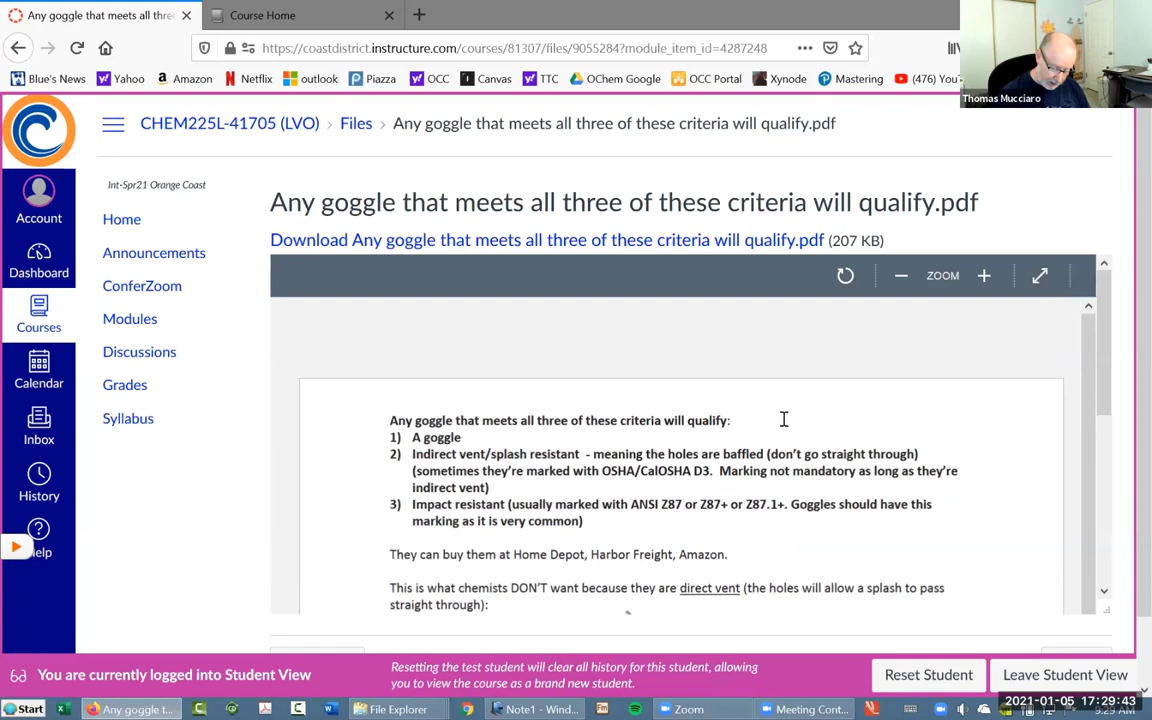 Any goggle that meets all three
Course Home
https://coastdistrict.instructure.com/courses/81307/files/9055284?module_item_id=4287248
Blue's News
Yahoo
Amazon
Netflix
outlook
Piazza
OCC
Canvas
TTC
OChem Google
OCC Portal
Xynode
Mastering
(476) You
Thomas Mucciaro
CHEM225L-41705 (LVO) › Files › Any goggle that meets all three of these criteria will qualify.pdf
Int-Spr21 Orange Coast
Account
Dashboard
Courses
Calendar
Inbox
History
Help
Home
Announcements
ConferZoom
Modules
Discussions
Grades
Syllabus
Any goggle that meets all three of these criteria will qualify.pdf
Download Any goggle that meets all three of these criteria will qualify.pdf (207 KB)
ZOOM
Any goggle that meets all three of these criteria will qualify:
1) A goggle
2) Indirect vent/splash resistant - meaning the holes are baffled (don't go straight through)
(sometimes they're marked with OSHA/CalOSHA D3. Marking not mandatory as long as they're
indirect vent)
3) Impact resistant (usually marked with ANSI Z87 or Z87+ or Z87.1+. Goggles should have this
marking as it is very common)
They can buy them at Home Depot, Harbor Freight, Amazon.
This is what chemists DON'T want because they are direct vent (the holes will allow a splash to pass
straight through):
You are currently logged into Student View
Resetting the test student will clear all history for this student, allowing
you to view the course as a brand new student.
Reset Student
Leave Student View
Start
Any goggle t...
File Explorer
Note1 - Wind...
Zoom
Meeting Cont...
2021-01-05 17:29:43